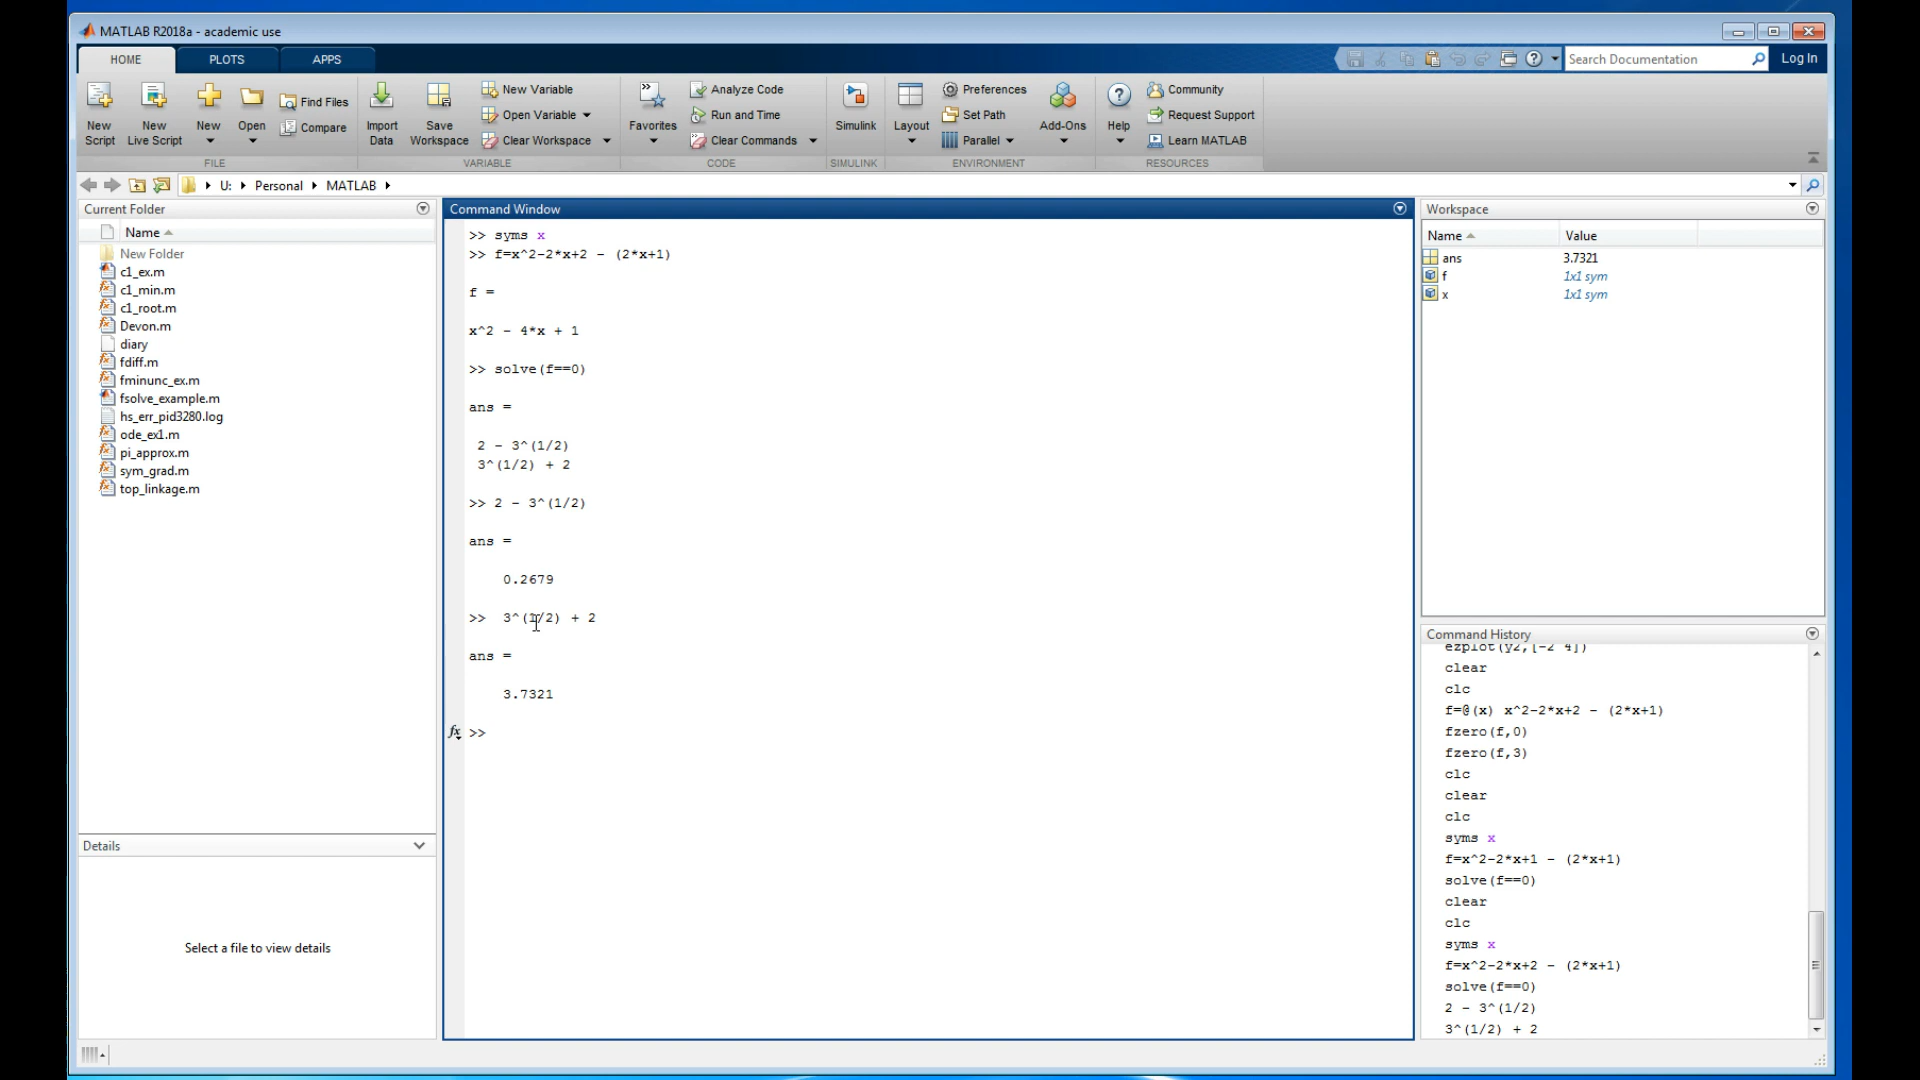 MATLAB R2018a - academic use
HOME PLOTS APPS
Search Documentation
Log In
New Script
New Live Script
New
Open
Find Files
Compare
Import Data
Save Workspace
New Variable
Open Variable
Clear Workspace
Favorites
Analyze Code
Run and Time
Clear Commands
Simulink
Layout
Preferences
Set Path
Parallel
Add-Ons
Help
Community
Request Support
Learn MATLAB
FILE VARIABLE CODE SIMULINK ENVIRONMENT RESOURCES
U: Personal MATLAB
Current Folder
Name
New Folder
c1_ex.m
c1_min.m
c1_root.m
Devon.m
diary
fdiff.m
fminunc_ex.m
fsolve_example.m
hs_err_pid3280.log
ode_ex1.m
pi_approx.m
sym_grad.m
top_linkage.m
Details
Select a file to view details
Command Window
>> syms x
>> f=x^2-2*x+2 - (2*x+1)
f =
x^2 - 4*x + 1
>> solve(f==0)
ans =
2 - 3^(1/2)
3^(1/2) + 2
>> 2 - 3^(1/2)
ans =
0.2679
>> 3^(1/2) + 2
ans =
3.7321
fx >>
Workspace
Name Value
ans 3.7321
f 1x1 sym
x 1x1 sym
Command History
ezplot(y2,[-2 4])
clear
clc
f=@(x) x^2-2*x+2 - (2*x+1)
fzero(f,0)
fzero(f,3)
clc
clear
clc
syms x
f=x^2-2*x+1 - (2*x+1)
solve(f==0)
clear
clc
syms x
f=x^2-2*x+2 - (2*x+1)
solve(f==0)
2 - 3^(1/2)
3^(1/2) + 2